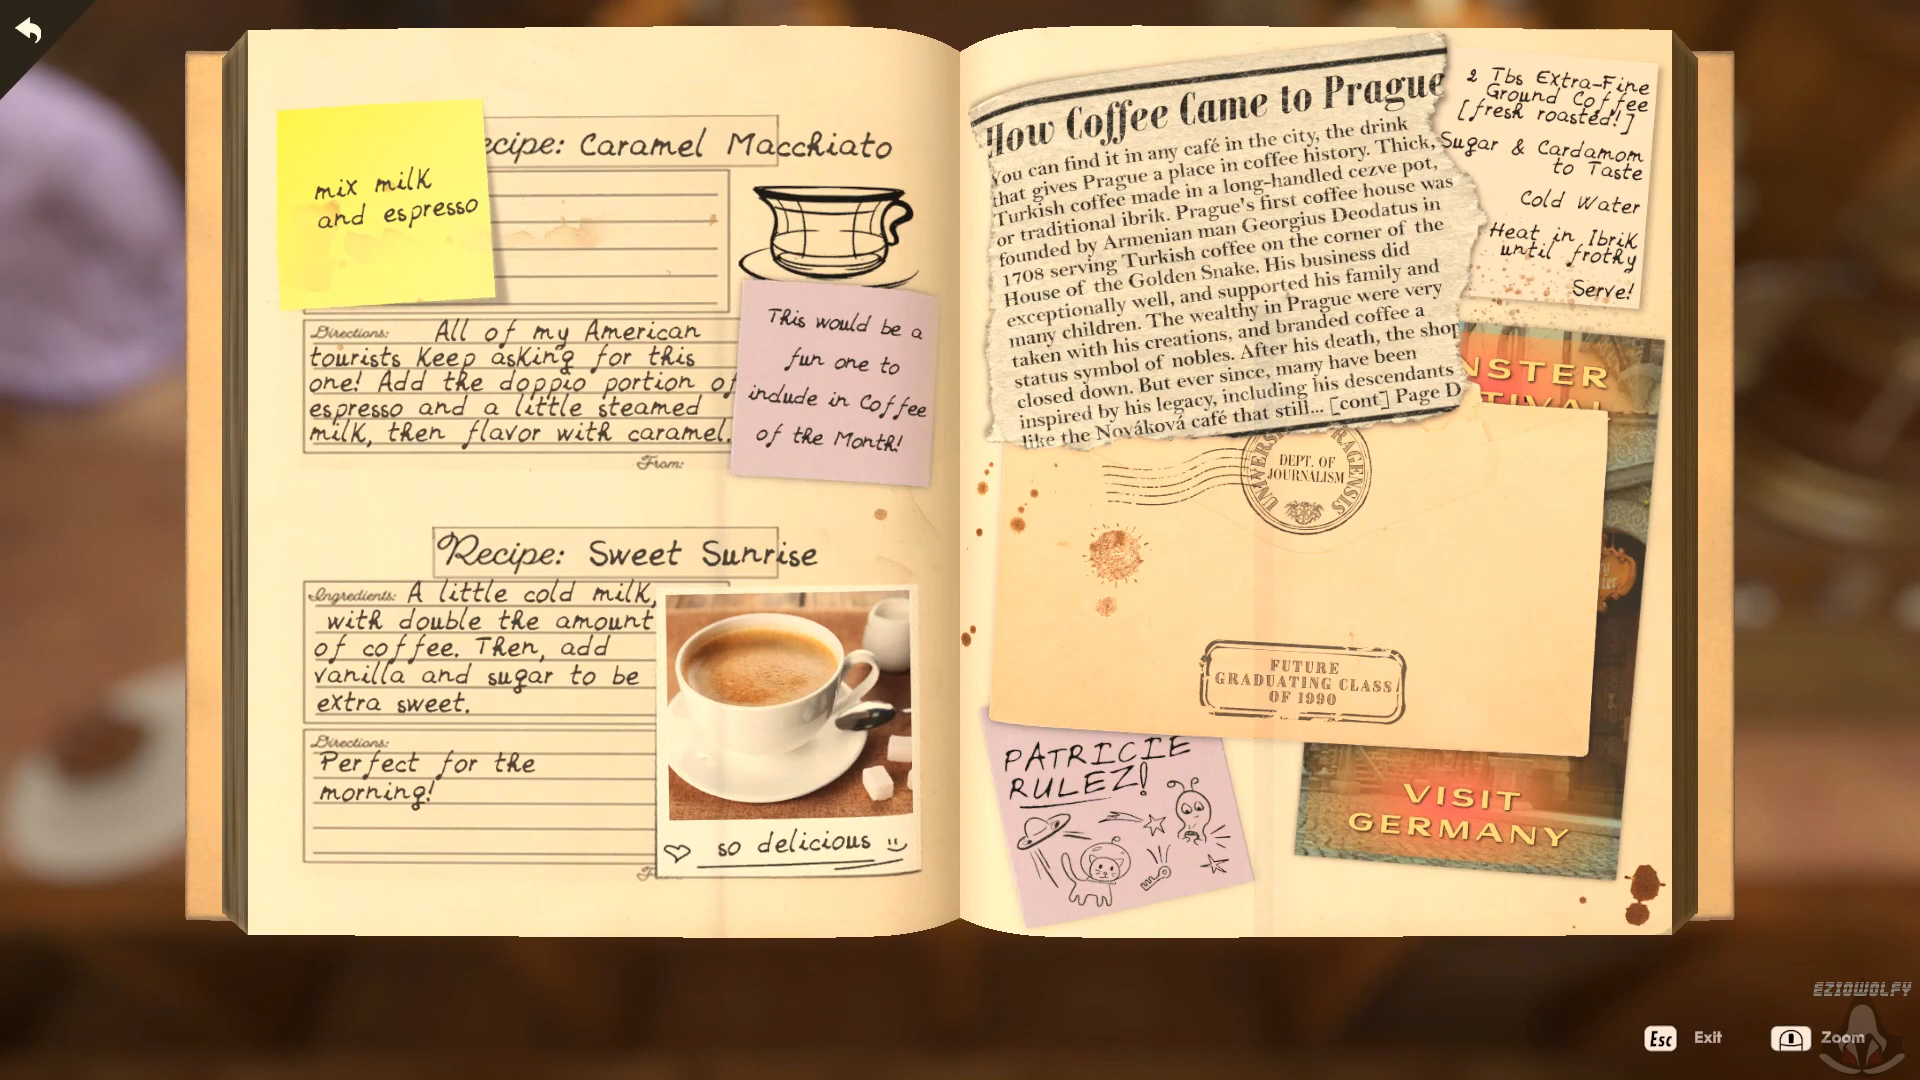 mix milk
and espresso
ecipe: Caramel Macchiato
Directions: All of my American
tourists keep asking for this
one! Add the doppio portion of
espresso and a little steamed
milk, then flavor with caramel.
From:
This would be a
fun one to
include in Coffee
of the Month!
Recipe: Sweet Sunrise
Ingredients: A little cold milk,
with double the amount
of coffee. Then, add
vanilla and sugar to be
extra sweet.
Directions:
Perfect for the
morning!
so delicious
How Coffee Came to Prague
You can find it in any café in the city, the drink
that gives Prague a place in coffee history. Thick,
Turkish coffee made in a long-handled cezve pot,
or traditional ibrik. Prague's first coffee house was
founded by Armenian man Georgius Deodatus in
1708 serving Turkish coffee on the corner of the
House of the Golden Snake. His business did
exceptionally well, and supported his family and
many children. The wealthy in Prague were very
taken with his creations, and branded coffee a
status symbol of nobles. After his death, the shop
closed down. But ever since, many have been
inspired by his legacy, including his descendants
like the Nováková café that still... [cont] Page D
2 Tbs Extra-Fine
Ground Coffee
[fresh roasted!]
Sugar & Cardamom
to Taste
Cold Water
Heat in Ibrik
until frothy
Serve!
NSTER
TIVAL
DEPT. OF
JOURNALISM
FUTURE
GRADUATING CLASS
OF 1990
PATRICIE
RULEZ!
VISIT
GERMANY
EZIOWOLFY
Esc Exit
Zoom